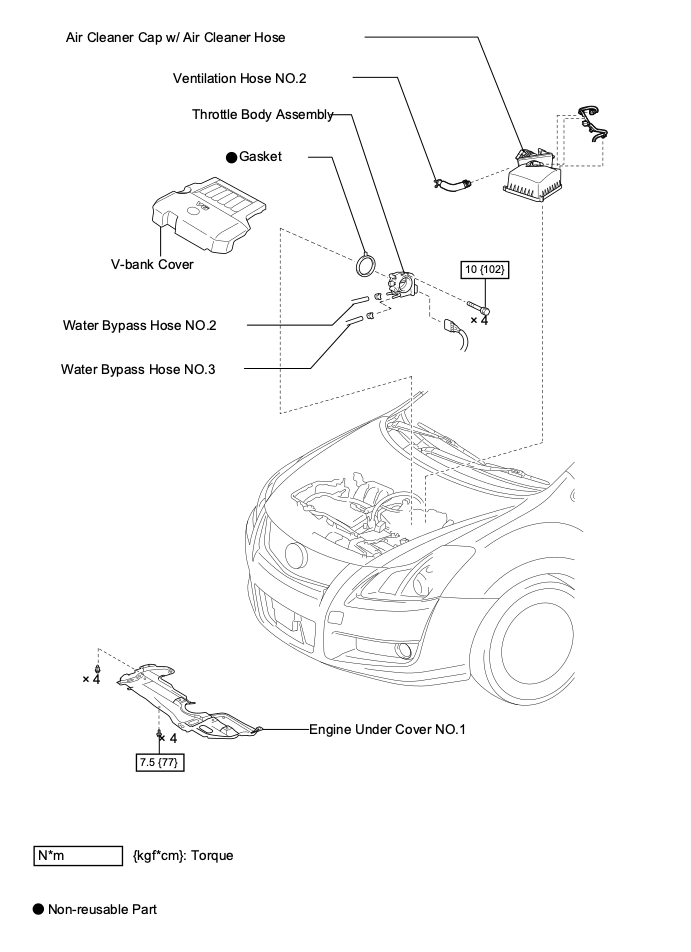 Air Cleaner Cap w/ Air Cleaner Hose
Ventilation Hose NO.2
Throttle Body Assembly
● Gasket
V6
V-bank Cover
10 {102}
× 4
Water Bypass Hose NO.2
Water Bypass Hose NO.3
× 4
Engine Under Cover NO.1
× 4
7.5 {77}
N*m {kgf*cm}: Torque
● Non-reusable Part